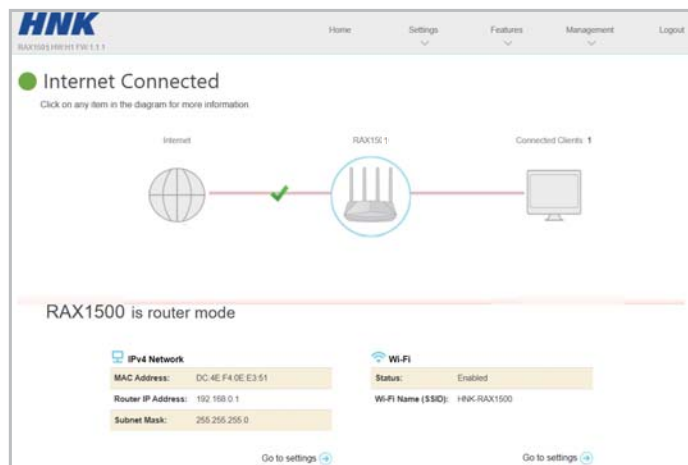 HNK
Home Settings Features Management Logout
Internet Connected
Click on any item in the diagram for more information
Internet
Connected Clients: 1
RAX1500 is router mode
IPv4 Network
MAC Address: DC:4E:F4:0E:E3:51
Router IP Address: 192.168.0.1
Subnet Mask: 255.255.255.0
Go to settings
Wi-Fi
Status: Enabled
Wi-Fi Name (SSID): HNK-RAX1500
Go to settings